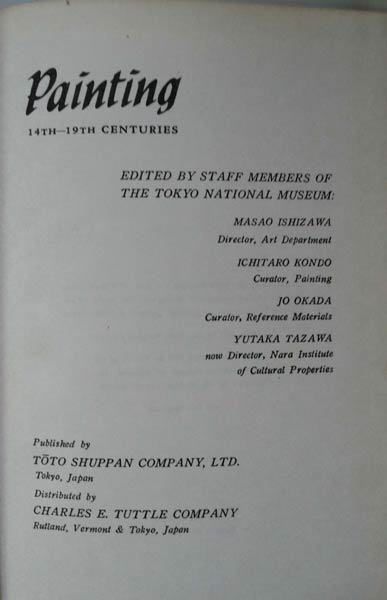 Painting
14TH—19TH CENTURIES
EDITED BY STAFF MEMBERS OF
THE TOKYO NATIONAL MUSEUM:
MASAO ISHIZAWA
Director, Art Department
ICHITARO KONDO
Curator, Painting
JO OKADA
Curator, Reference Materials
YUTAKA TAZAWA
now Director, Nara Institute
of Cultural Properties
Published by
TŌTO SHUPPAN COMPANY, LTD.
Tokyo, Japan
Distributed by
CHARLES E. TUTTLE COMPANY
Rutland, Vermont & Tokyo, Japan